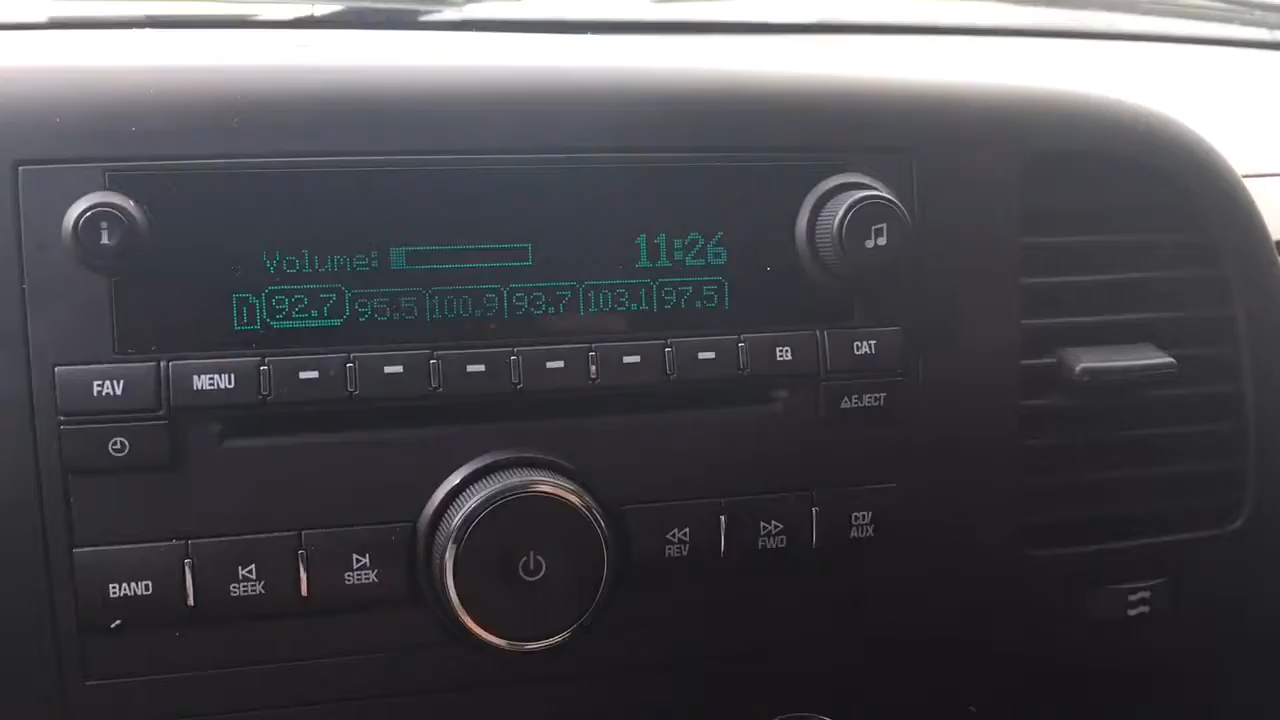 i
Volume: 11:26
1 92.7 95.5 100.9 93.7 103.1 97.5
FAV MENU EQ CAT
EJECT
BAND SEEK SEEK REV FWD CD/
AUX